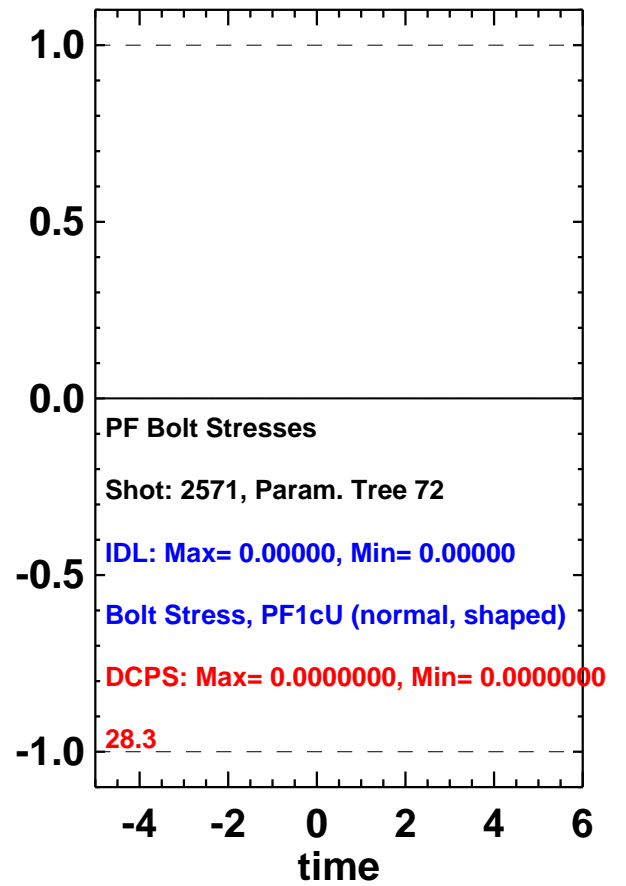 1.0
0.5
0.0
PF Bolt Stresses
Shot: 2571, Param. Tree 72
IDL: Max= 0.00000, Min= 0.00000
-0.5
Bolt Stress, PF1cU (normal, shaped)
DCPS: Max= 0.0000000, Min= 0.0000000
28.3
-1.0
-4 -2 0 2 4 6
time